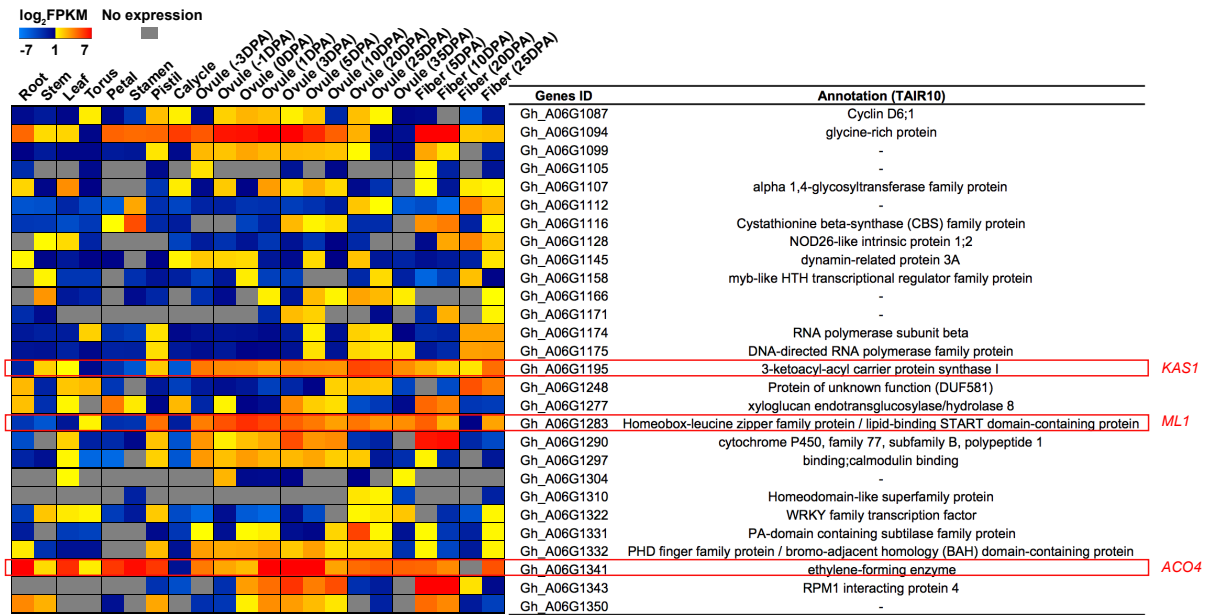 log2FPKM No expression
-7 1 7
Root Stem Leaf Torus Petal Stamen Pistil Calycle Ovule (-3DPA) Ovule (-1DPA) Ovule (0DPA) Ovule (1DPA) Ovule (3DPA) Ovule (5DPA) Ovule (10DPA) Ovule (20DPA) Ovule (25DPA) Ovule (35DPA) Fiber (5DPA) Fiber (10DPA) Fiber (20DPA) Fiber (25DPA)
Genes ID Annotation (TAIR10)
Gh_A06G1087 Cyclin D6;1
Gh_A06G1094 glycine-rich protein
Gh_A06G1099 -
Gh_A06G1105 -
Gh_A06G1107 alpha 1,4-glycosyltransferase family protein
Gh_A06G1112 -
Gh_A06G1116 Cystathionine beta-synthase (CBS) family protein
Gh_A06G1128 NOD26-like intrinsic protein 1;2
Gh_A06G1145 dynamin-related protein 3A
Gh_A06G1158 myb-like HTH transcriptional regulator family protein
Gh_A06G1166 -
Gh_A06G1171 -
Gh_A06G1174 RNA polymerase subunit beta
Gh_A06G1175 DNA-directed RNA polymerase family protein
Gh_A06G1195 3-ketoacyl-acyl carrier protein synthase I KAS1
Gh_A06G1248 Protein of unknown function (DUF581)
Gh_A06G1277 xyloglucan endotransglucosylase/hydrolase 8
Gh_A06G1283 Homeobox-leucine zipper family protein / lipid-binding START domain-containing protein ML1
Gh_A06G1290 cytochrome P450, family 77, subfamily B, polypeptide 1
Gh_A06G1297 binding;calmodulin binding
Gh_A06G1304 -
Gh_A06G1310 Homeodomain-like superfamily protein
Gh_A06G1322 WRKY family transcription factor
Gh_A06G1331 PA-domain containing subtilase family protein
Gh_A06G1332 PHD finger family protein / bromo-adjacent homology (BAH) domain-containing protein
Gh_A06G1341 ethylene-forming enzyme ACO4
Gh_A06G1343 RPM1 interacting protein 4
Gh_A06G1350 -